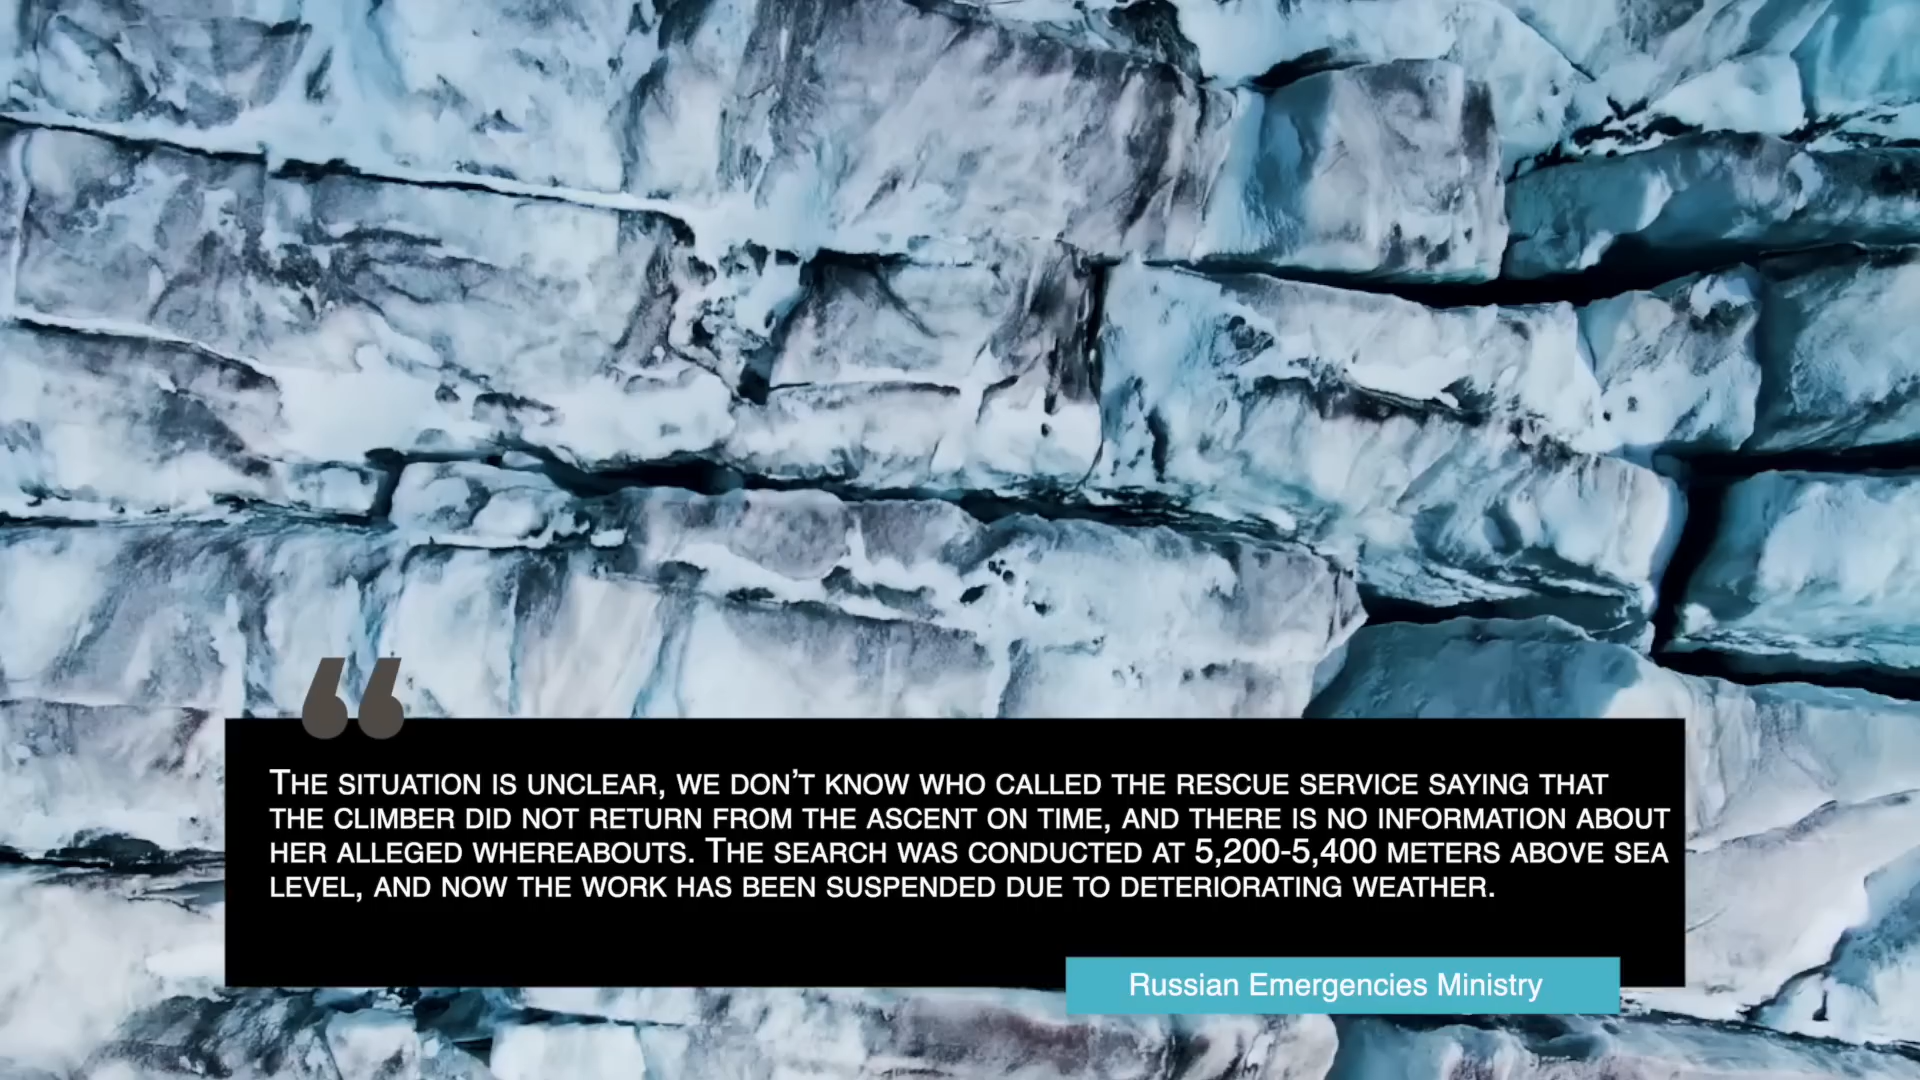 “
The situation is unclear, we don’t know who called the rescue service saying that
the climber did not return from the ascent on time, and there is no information about
her alleged whereabouts. The search was conducted at 5,200-5,400 meters above sea
level, and now the work has been suspended due to deteriorating weather.
Russian Emergencies Ministry